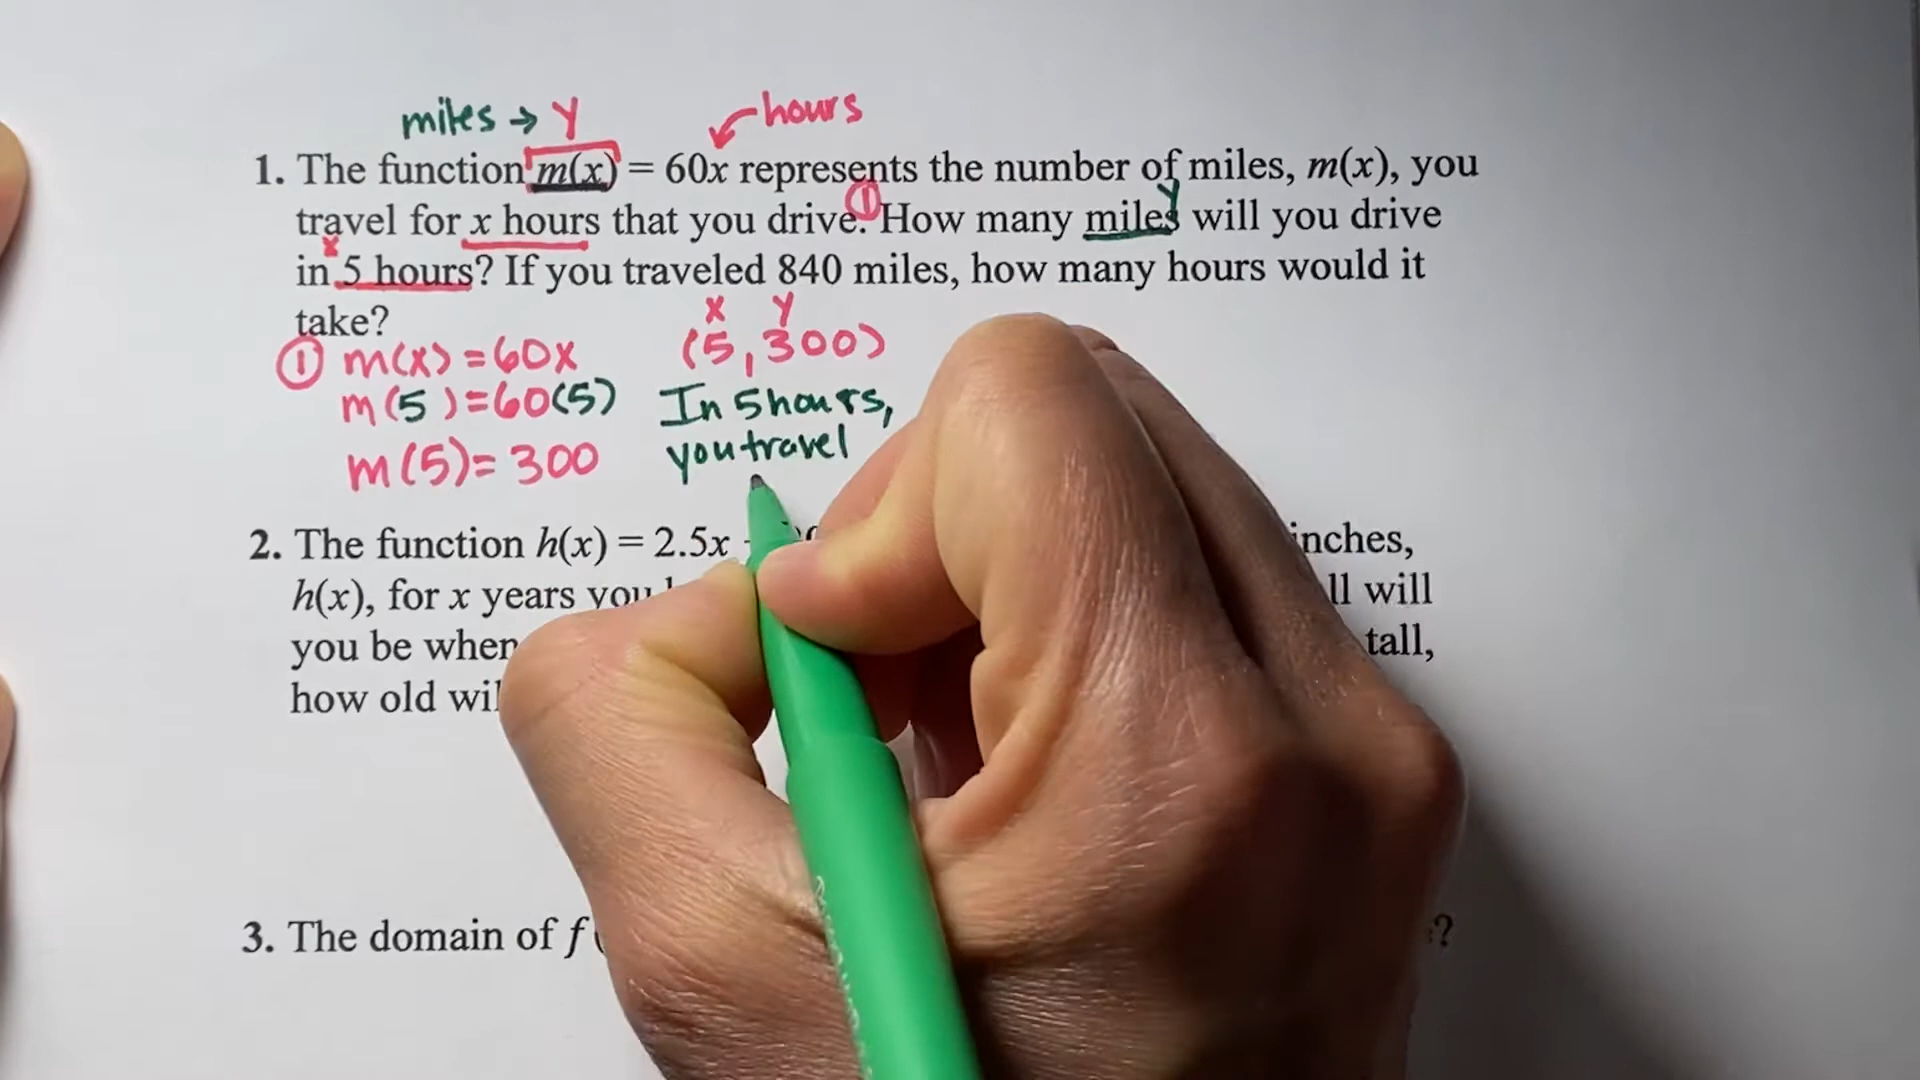 miles → y
hours
1. The function m(x) = 60x represents the number of miles, m(x), you
travel for x hours that you drive. ① How many miles will you drive
y
x
in 5 hours? If you traveled 840 miles, how many hours would it
take?
x y
① m(x) = 60x (5, 300)
m(5) = 60(5) In 5 hours,
m(5) = 300 you travel
2. The function h(x) = 2.5x inches,
h(x), for x years you will
you be when tall,
how old
3. The domain of f ?